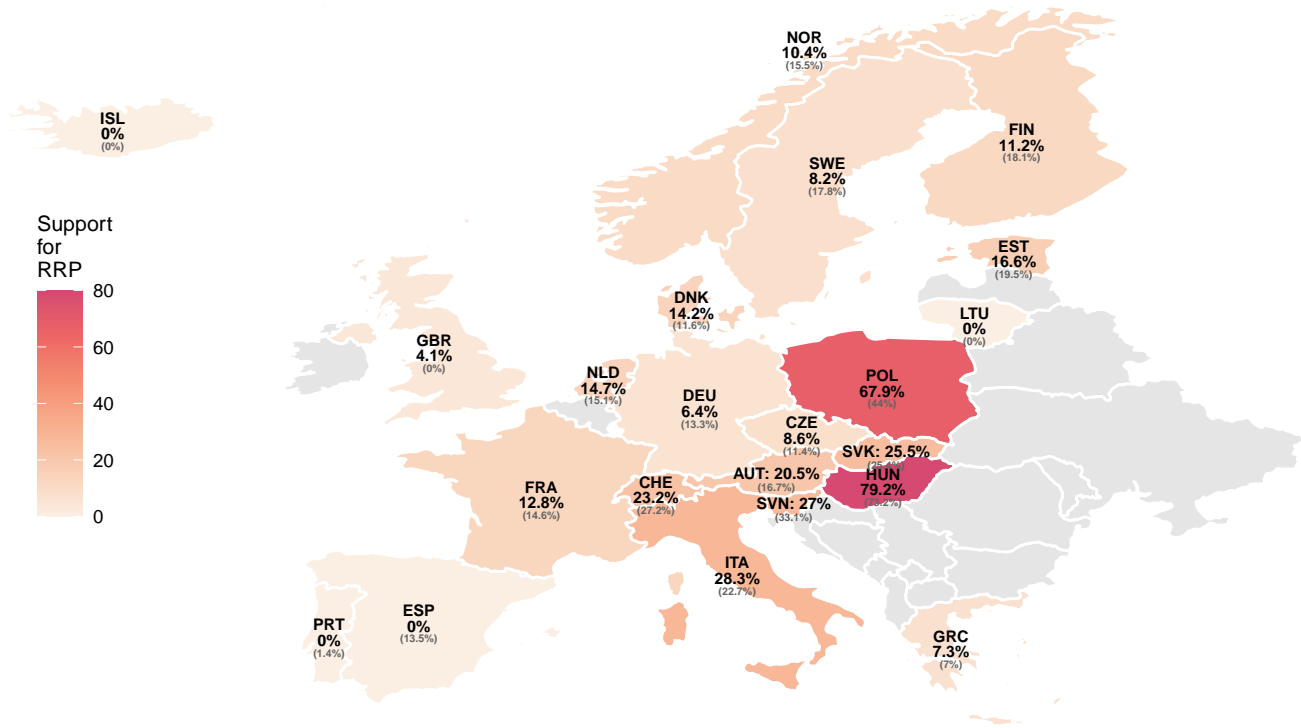 NOR
10.4%
(15.5%)
ISL
0%
(0%)
FIN
11.2%
(18.1%)
SWE
8.2%
(17.8%)
Support
for
RRP
80
60
40
20
0
EST
16.6%
(19.5%)
DNK
14.2%
(11.6%)
LTU
0%
(0%)
GBR
4.1%
(0%)
NLD
14.7%
(15.1%)
POL
67.9%
(44%)
DEU
6.4%
(13.3%)
CZE
8.6%
(11.4%)
SVK: 25.5%
AUT: 20.5%
(16.7%)
HUN
79.2%
CHE
23.2%
(27.2%)
FRA
12.8%
(14.6%)
SVN: 27%
(33.1%)
ITA
28.3%
(22.7%)
ESP
0%
(13.5%)
PRT
0%
(1.4%)
GRC
7.3%
(7%)